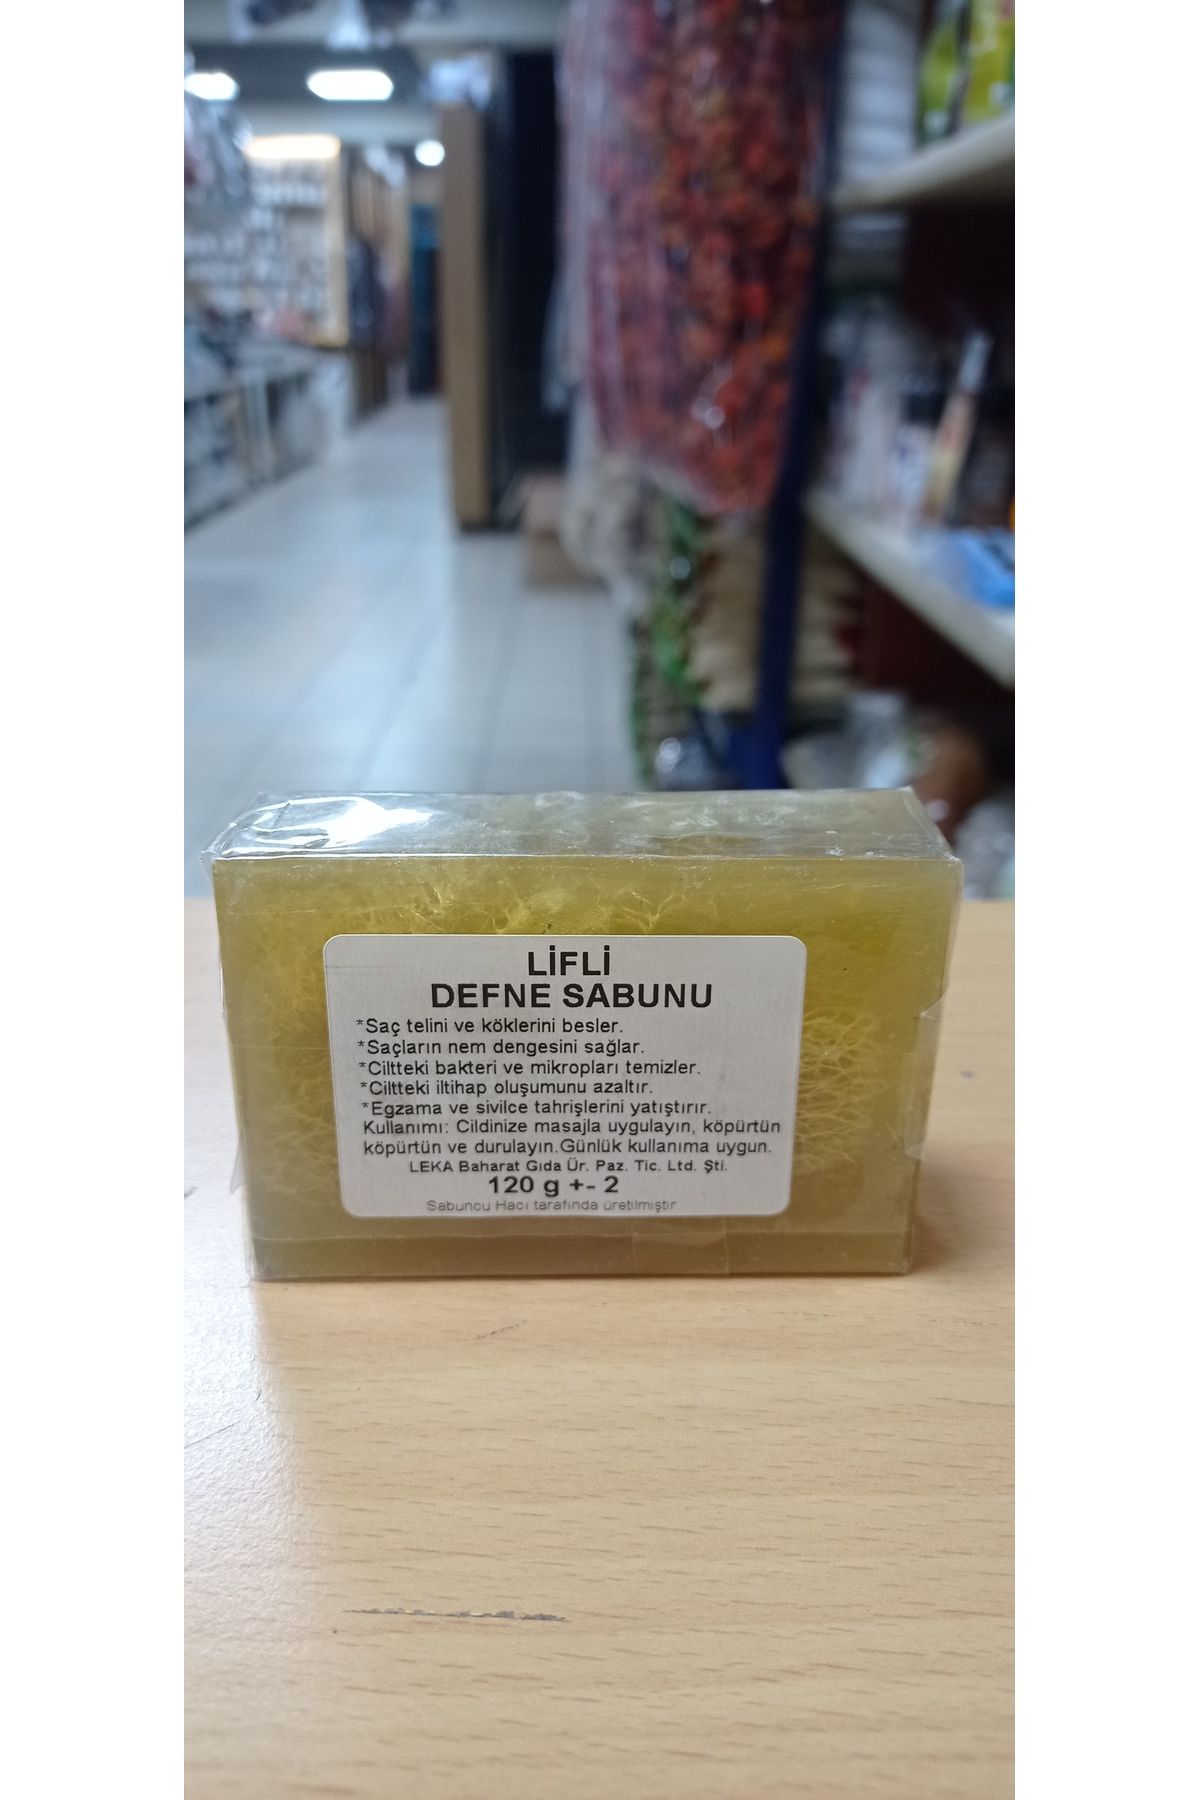 LİFLİ
DEFNE SABUNU
*Saç telini ve köklerini besler.
*Saçların nem dengesini sağlar.
*Ciltteki bakteri ve mikropları temizler.
*Ciltteki iltihap oluşumunu azaltır.
*Egzama ve sivilce tahrişlerini yatıştırır.
Kullanımı: Cildinize masajla uygulayın, köpürtün
köpürtün ve durulayın.Günlük kullanıma uygun.
LEKA Baharat Gıda Ür. Paz. Tic. Ltd. Şti.
120 g +- 2
Sabuncu Hacı tarafında üretilmiştir